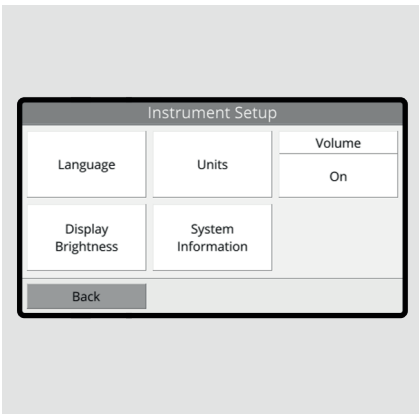 Instrument Setup
Language
Units
Volume
On
Display
Brightness
System
Information
Back